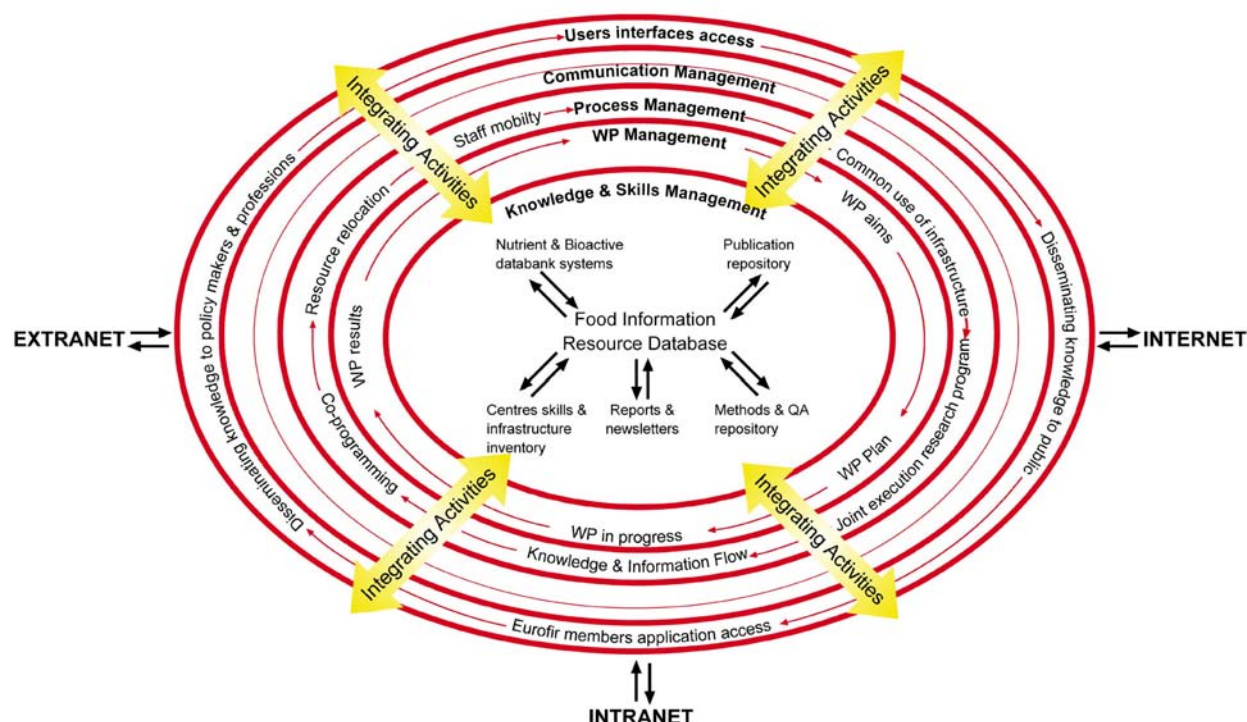 Users interfaces access
Communication Management
Process Management
WP Management
Knowledge & Skills Management
Integrating Activities
Integrating Activities
Staff mobilty
Common use of infrastructure
WP aims
Disseminating knowledge to policy makers & professions
Resource relocation
WP results
Nutrient & Bioactive
databank systems
Publication
repository
Food Information
Resource Database
EXTRANET
INTERNET
Disseminating knowledge to public
Centres skills &
infrastructure
inventory
Reports &
newsletters
Methods & QA
repository
Co-programming
WP Plan
Joint execution research program
Integrating Activities
Integrating Activities
WP in progress
Knowledge & Information Flow
Eurofir members application access
INTRANET